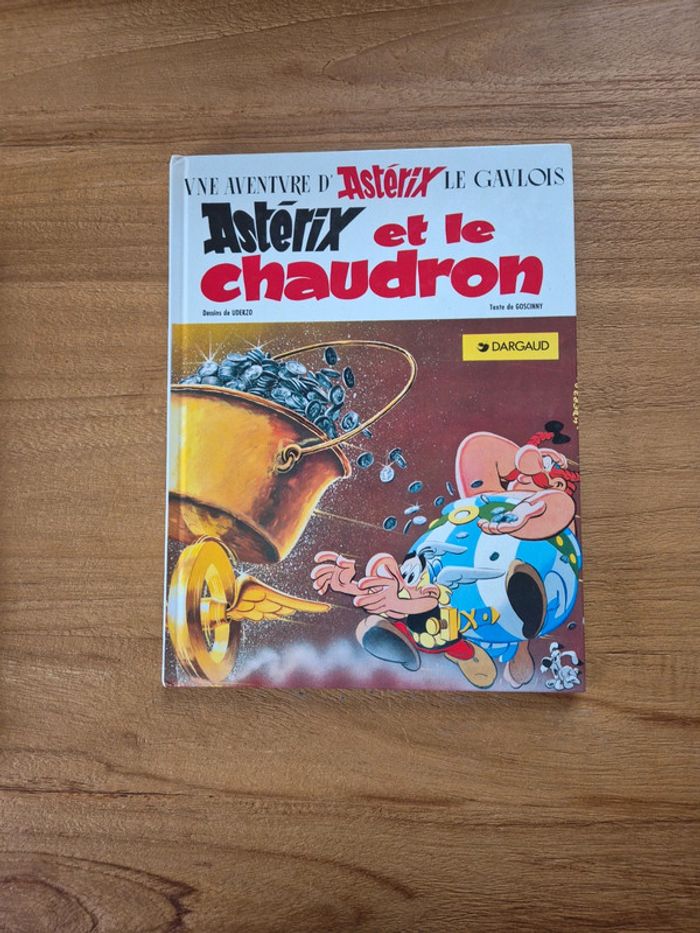 VNE AVENTVRE D'Astérix LE GAVLOIS
Astérix et le
chaudron
Dessins de UDERZO
Texte de GOSCINNY
DARGAUD